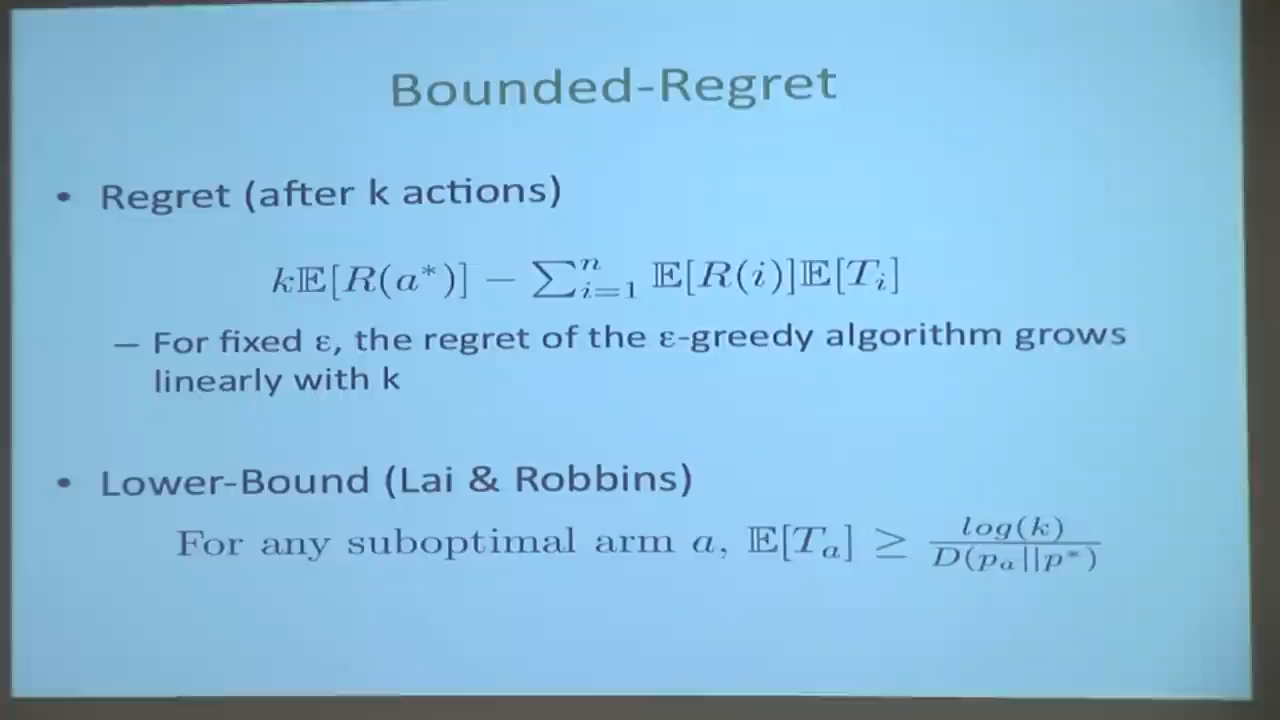 Bounded-Regret
• Regret (after k actions)
k𝔼[R(a*)] − ∑ⁿᵢ₌₁ 𝔼[R(i)]𝔼[Tᵢ]
– For fixed ε, the regret of the ε-greedy algorithm grows
linearly with k
• Lower-Bound (Lai & Robbins)
For any suboptimal arm a, 𝔼[Tₐ] ≥ log(k) / D(pₐ||p*)